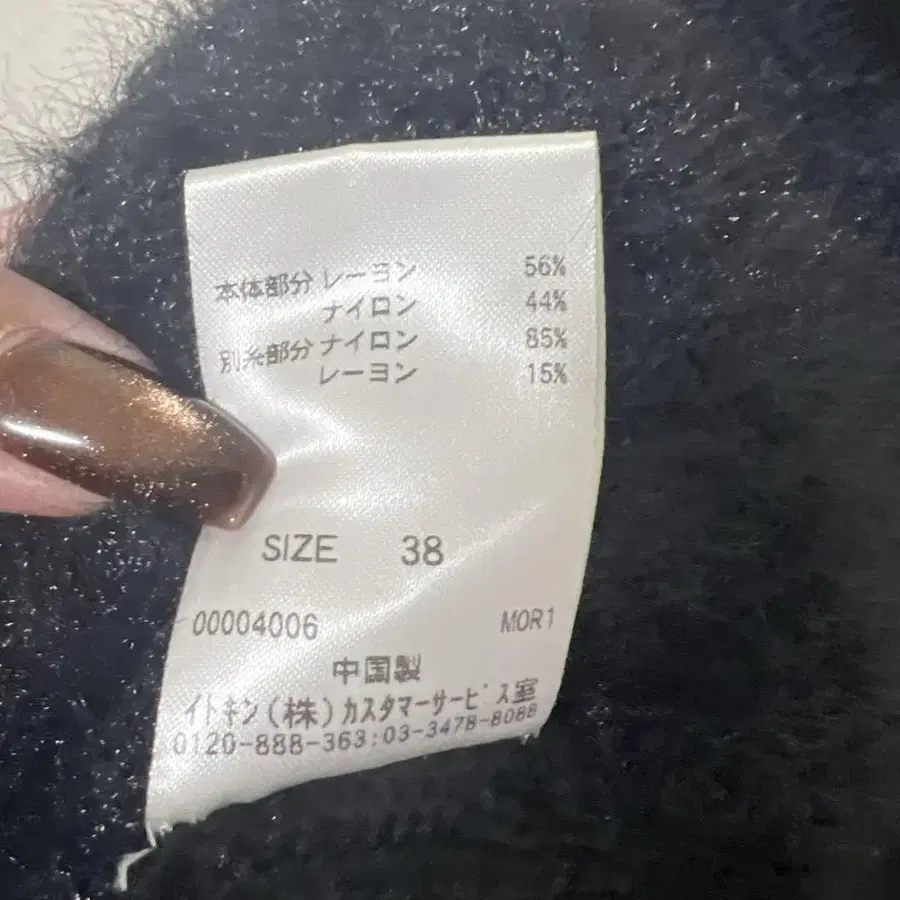 本体部分 レーヨン 56%
ナイロン 44%
別糸部分 ナイロン 85%
レーヨン 15%
SIZE 38
00004006 MOR1
中国製
イトキン(株)カスタマーサービス室
0120-888-363:03-3478-8088